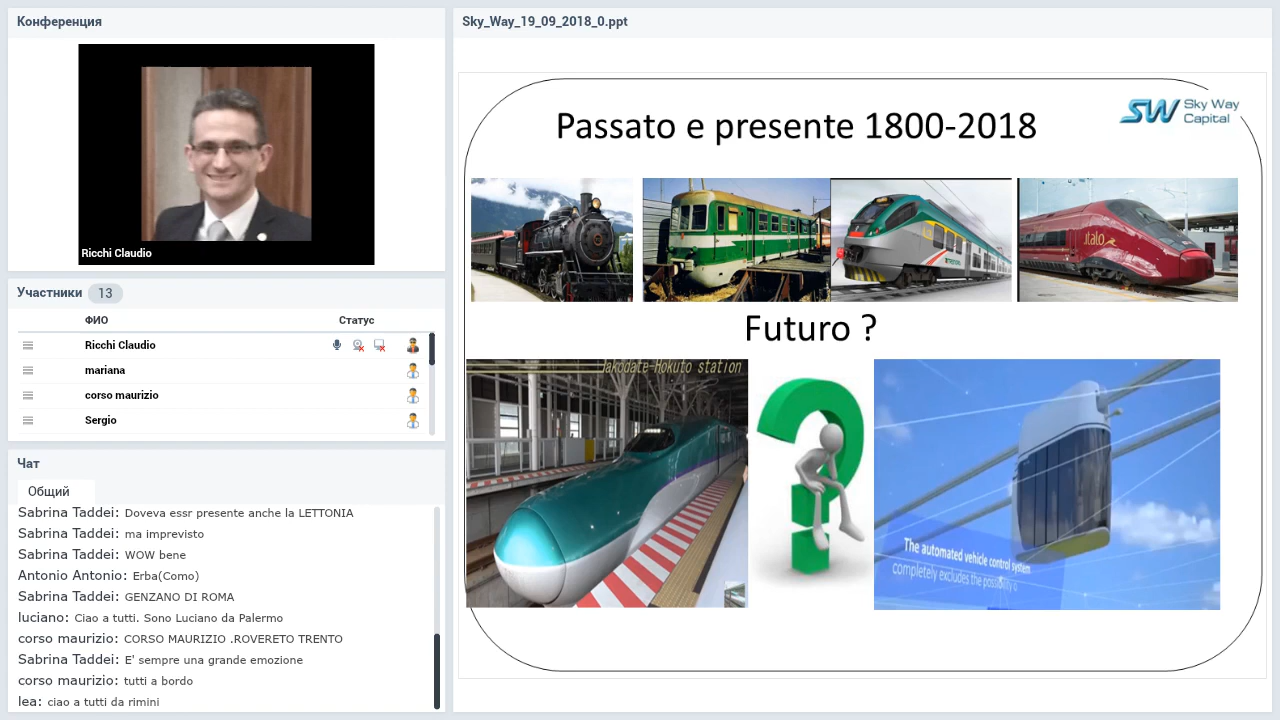 Конференция
Ricchi Claudio
Участники 13
ФИО Статус
Ricchi Claudio
mariana
corso maurizio
Sergio
Чат
Общий
Sabrina Taddei: Doveva essr presente anche la LETTONIA
Sabrina Taddei: ma imprevisto
Sabrina Taddei: WOW bene
Antonio Antonio: Erba(Como)
Sabrina Taddei: GENZANO DI ROMA
luciano: Ciao a tutti. Sono Luciano da Palermo
corso maurizio: CORSO MAURIZIO .ROVERETO TRENTO
Sabrina Taddei: E' sempre una grande emozione
corso maurizio: tutti a bordo
lea: ciao a tutti da rimini
Sky_Way_19_09_2018_0.ppt
Passato e presente 1800-2018
SW Sky Way
Capital
.italo
Futuro ?
Hakodate-Hokuto station
The automated vehicle control system
completely excludes the